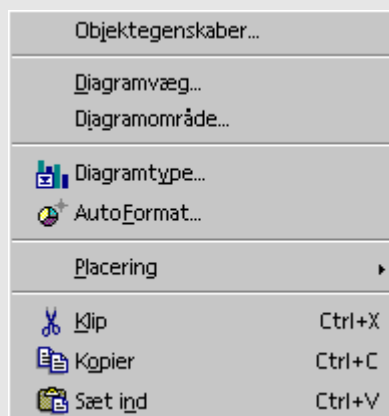 Objektegenskaber...
Diagramvæg...
Diagramområde...
Diagramtype...
AutoFormat...
Placering
Klip Ctrl+X
Kopier Ctrl+C
Sæt ind Ctrl+V